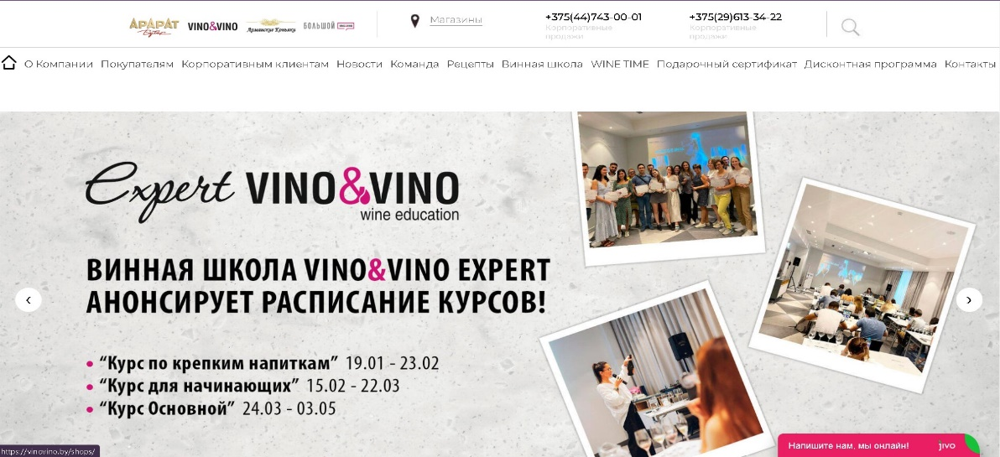 АРАРАТ
Бутик
VINO&VINO
Армянские Коньяки
БОЛЬШОЙ
Магазины
+375(44)743-00-01
Корпоративные
продажи
+375(29)613-34-22
Корпоративные
продажи
О Компании Покупателям Корпоративным клиентам Новости Команда Рецепты Винная школа WINE TIME Подарочный сертификат Дисконтная программа Контакты
Expert VINO&VINO
wine education
ВИННАЯ ШКОЛА VINO&VINO EXPERT
АНОНСИРУЕТ РАСПИСАНИЕ КУРСОВ!
• “Курс по крепким напиткам” 19.01 - 23.02
• “Курс для начинающих” 15.02 - 22.03
• “Курс Основной” 24.03 - 03.05
https://vinovino.by/shops/
Напишите нам, мы онлайн! jivo